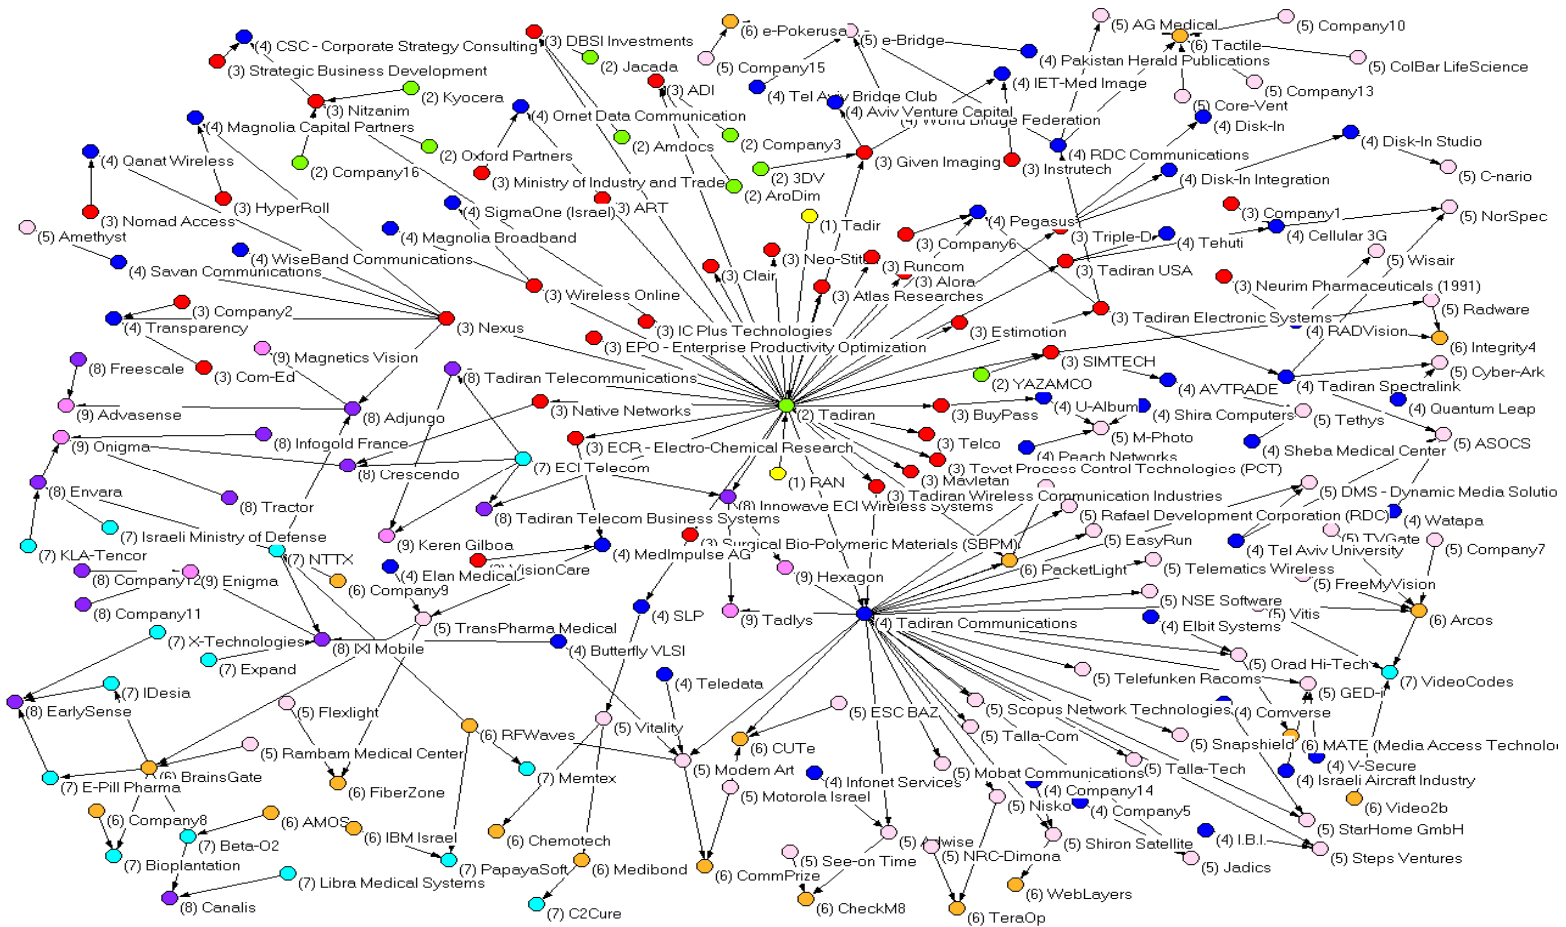 (5) AG Medical
(5) Company10
(6) e-Pokerusa
(5) e-Bridge
(4) CSC - Corporate Strategy Consulting
(3) DBSI Investments
(6) Tactile
(4) Pakistan Herald Publications
(5) ColBar LifeScience
(3) Strategic Business Development
(2) Jacada
(5) Company15
(4) IET-Med Image
(3) ADI
(5) Company13
(2) Kyocera
(4) Tel Aviv Bridge Club
(5) Core-Vent
(3) Nitzanim
(4) Aviv Venture Capital
(4) Ornet Data Communication
(4) World Bridge Federation
(4) Disk-In
(4) Magnolia Capital Partners
(4) Disk-In Studio
(2) Amdocs
(2) Company3
(2) Oxford Partners
(4) RDC Communications
(4) Qanat Wireless
(3) Given Imaging
(3) Instrutech
(2) Company16
(2) 3DV
(5) C-nario
(3) Ministry of Industry and Trade
(4) Disk-In Integration
(2) AroDim
(3) HyperRoll
(3) ART
(4) SigmaOne (Israel)
(3) Company1
(5) NorSpec
(3) Nomad Access
(1) Tadir
(4) Pegasus
(5) Amethyst
(4) Magnolia Broadband
(3) Triple-D
(4) Cellular 3G
(3) Company6
(4) Tehuti
(4) WiseBand Communications
(3) Neo-Stitch
(5) Wisair
(3) Runcom
(4) Savan Communications
(3) Clair
(3) Tadiran USA
(3) Alora
(3) Neurim Pharmaceuticals (1991)
(3) Wireless Online
(3) Atlas Researches
(5) Radware
(3) Company2
(3) Tadiran Electronic Systems
(4) Transparency
(3) Nexus
(3) IC Plus Technologies
(3) Estimotion
(4) RADVision
(3) EPO - Enterprise Productivity Optimization
(6) Integrity4
(9) Magnetics Vision
(3) SIMTECH
(8) Freescale
(3) Com-Ed
(8) Tadiran Telecommunications
(2) YAZAMCO
(4) AVTRADE
(4) Tadiran Spectralink
(5) Cyber-Ark
(9) Advasense
(8) Adjungo
(3) Native Networks
(2) Tadiran
(3) BuyPass
(4) U-Album
(4) Shira Computers
(5) Tethys
(4) Quantum Leap
(8) Infogold France
(9) Onigma
(3) ECR - Electro-Chemical Research
(3) Telco
(5) M-Photo
(5) ASOCS
(4) Peach Networks
(4) Sheba Medical Center
(8) Crescendo
(7) ECI Telecom
(3) Tovet Process Control Technologies (PCT)
(1) RAN
(3) Mavletan
(8) Envara
(8) Tractor
(3) Tadiran Wireless Communication Industries
(5) DMS - Dynamic Media Solutio
(8) Innowave ECI Wireless Systems
(5) Rafael Development Corporation (RDC)
(8) Tadiran Telecom Business Systems
(4) Watapa
(7) Israeli Ministry of Defense
(5) EasyRun
(5) TVGate
(9) Keren Gilboa
(3) Surgical Bio-Polymeric Materials (SBPM)
(4) Tel Aviv University
(5) Company7
(7) KLA-Tencor
(7) NTTX
(4) MedImpulse AG
(6) PacketLight
(5) Telematics Wireless
(3) VisionCare
(4) Elan Medical
(8) Company12
(9) Enigma
(9) Hexagon
(5) FreeMyVision
(6) Company9
(5) NSE Software
(8) Company11
(4) SLP
(9) Tadlys
(4) Tadiran Communications
(5) Vitis
(4) Elbit Systems
(6) Arcos
(5) TransPharma Medical
(7) X-Technologies
(8) IXI Mobile
(4) Butterfly VLSI
(5) Orad Hi-Tech
(7) Expand
(5) Telefunken Racoms
(7) VideoCodes
(4) Teledata
(7) IDesia
(5) GED-i
(8) EarlySense
(5) Flexlight
(5) ESC BAZ
(5) Scopus Network Technologies
(4) Comverse
(5) Vitality
(6) RFWaves
(5) Talla-Com
(5) Snapshield
(6) MATE (Media Access Technolo
(5) Rambam Medical Center
(6) CUTe
(4) V-Secure
(5) Modem Art
(5) Mobat Communications
(5) Talla-Tech
(4) Israeli Aircraft Industry
(6) BrainsGate
(7) E-Pill Pharma
(7) Memtex
(4) Infonet Services
(6) FiberZone
(5) Motorola Israel
(4) Company14
(6) Video2b
(5) Nisko
(4) Company5
(6) Company8
(6) AMOS
(5) StarHome GmbH
(6) IBM Israel
(6) Chemotech
(5) Adwise
(5) Shiron Satellite
(4) I.B.I.
(7) Beta-O2
(5) NRC-Dimona
(5) Steps Ventures
(7) Bioplantation
(7) PapayaSoft
(6) Medibond
(5) See-on Time
(5) Jadics
(6) CommPrize
(7) Libra Medical Systems
(6) WebLayers
(8) Canalis
(7) C2Cure
(6) CheckM8
(6) TeraOp